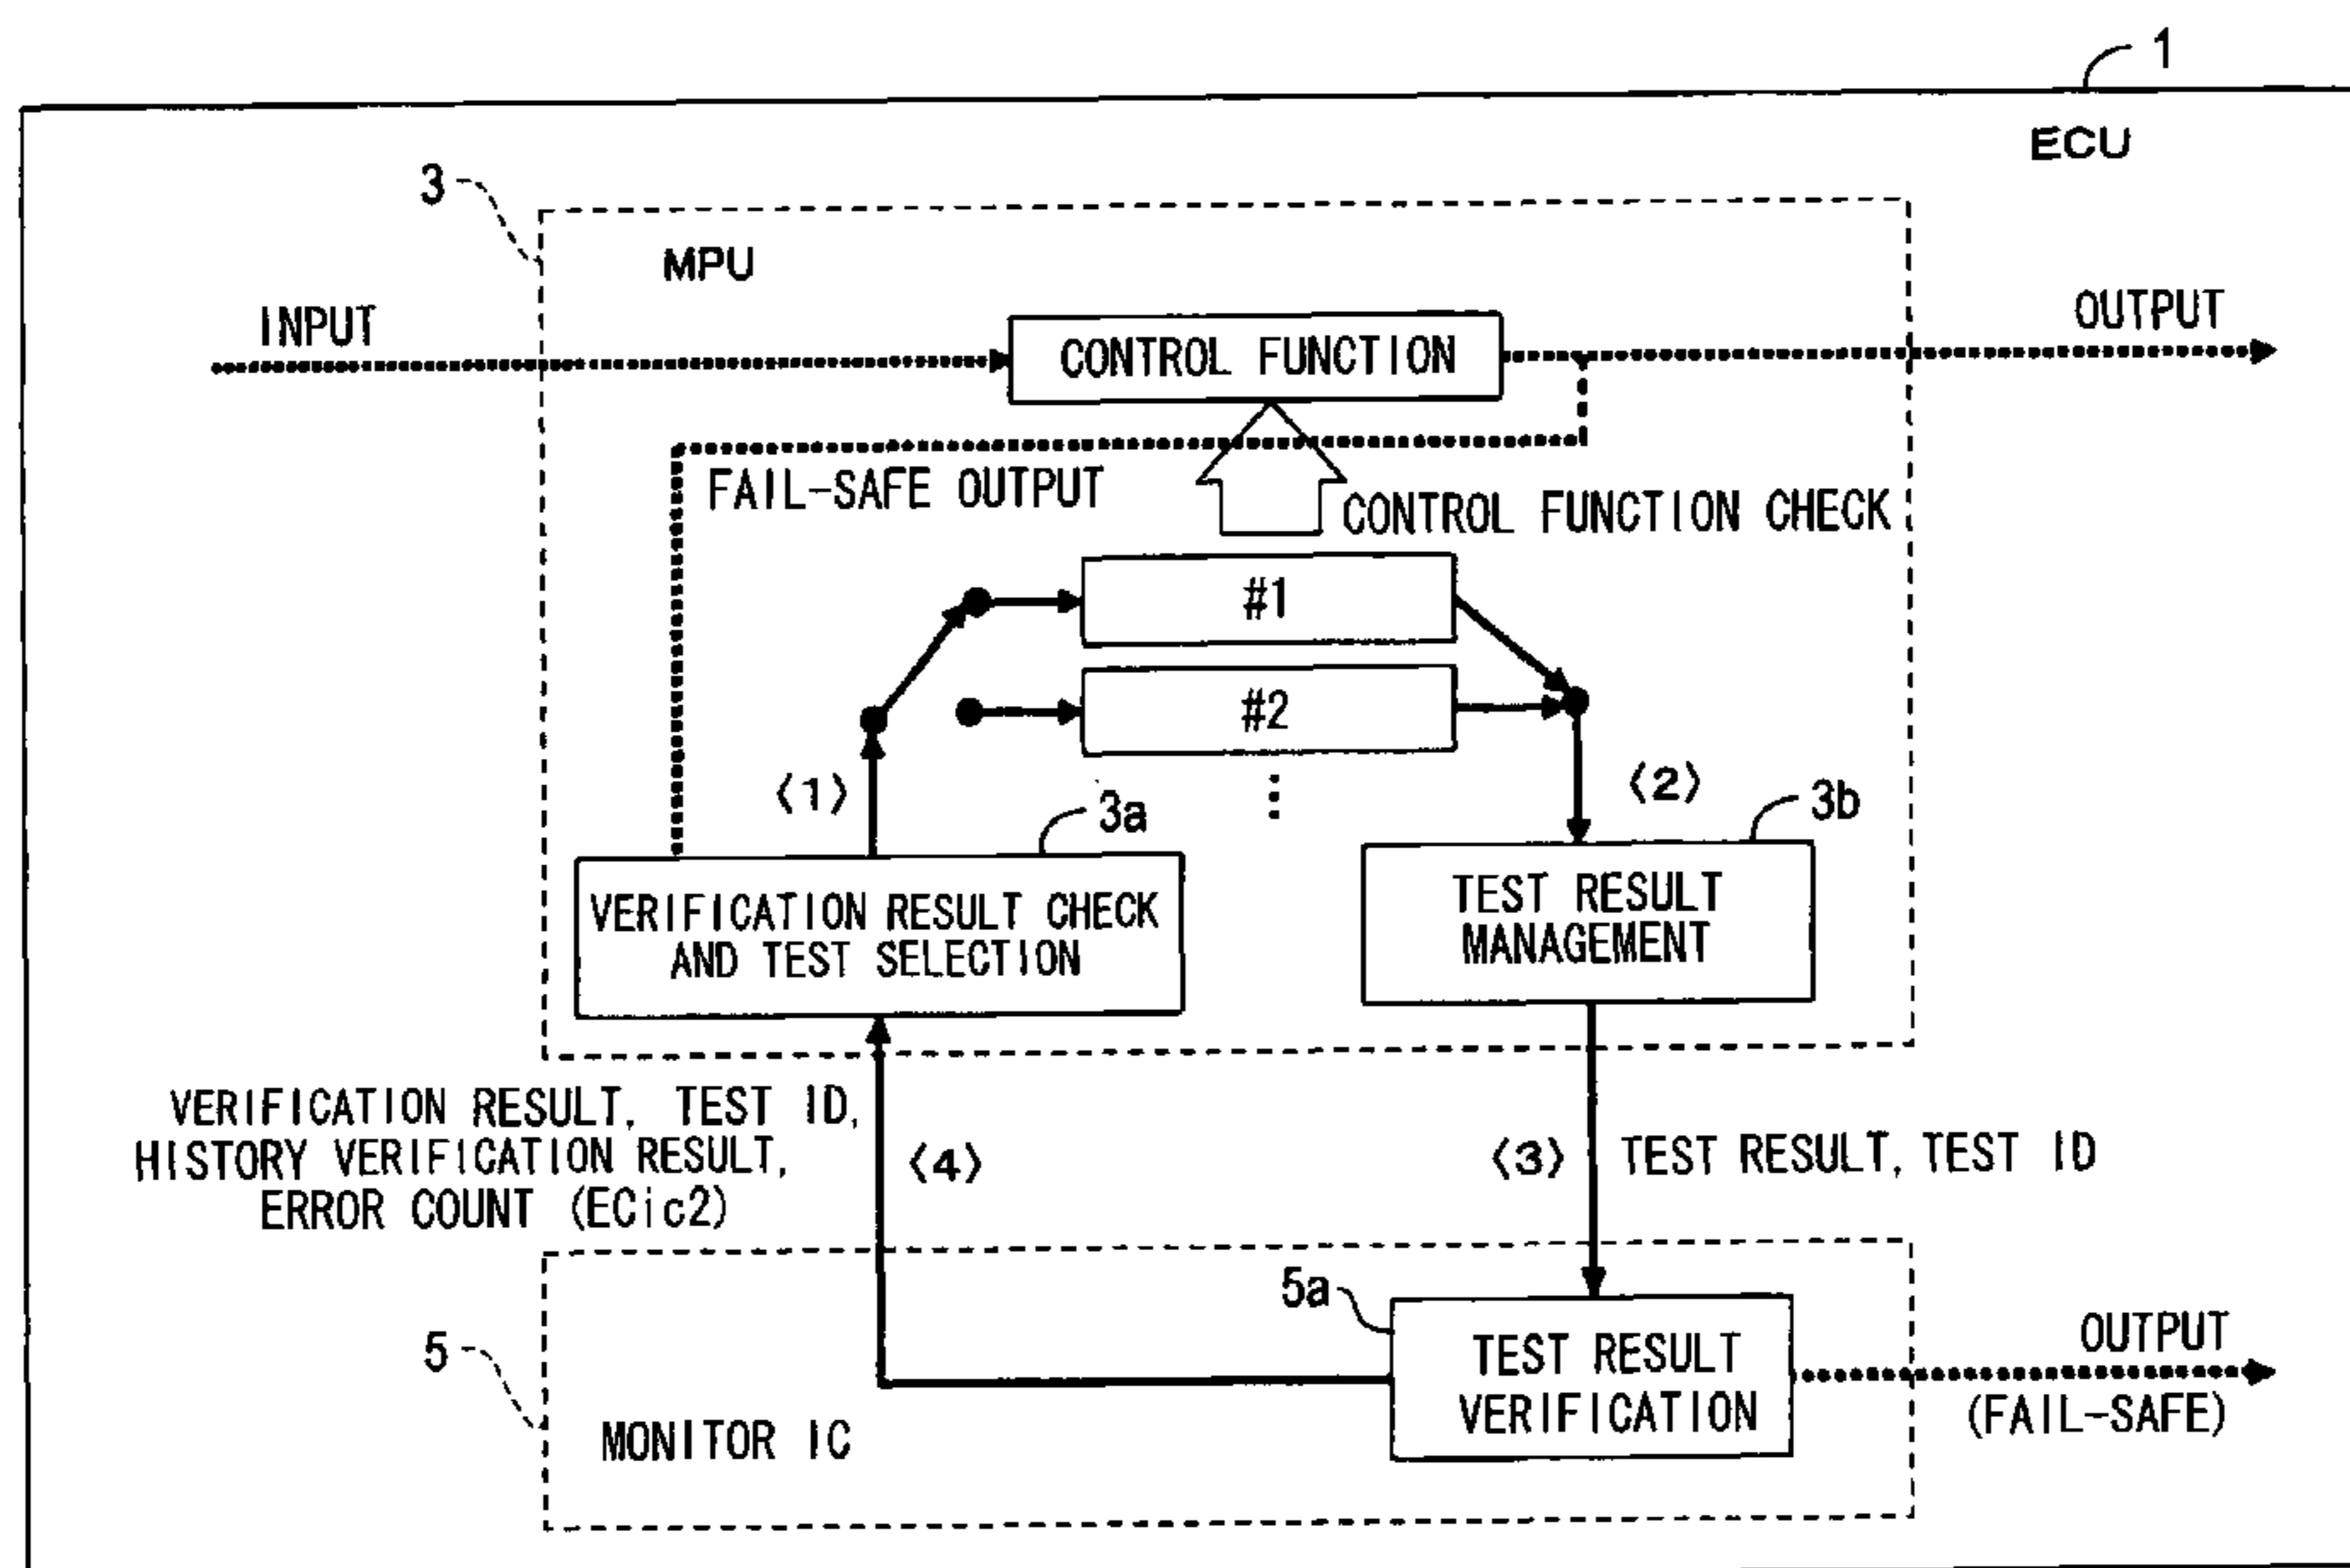 1
ECU
3
MPU
INPUT
CONTROL FUNCTION
OUTPUT
FAIL-SAFE OUTPUT
CONTROL FUNCTION CHECK
#1
#2
⟨1⟩
⟨2⟩
3a
3b
VERIFICATION RESULT CHECK
AND TEST SELECTION
TEST RESULT
MANAGEMENT
VERIFICATION RESULT, TEST ID,
HISTORY VERIFICATION RESULT,
ERROR COUNT (ECic2)
⟨4⟩
⟨3⟩
TEST RESULT, TEST ID
5a
5
MONITOR IC
TEST RESULT
VERIFICATION
OUTPUT
(FAIL-SAFE)